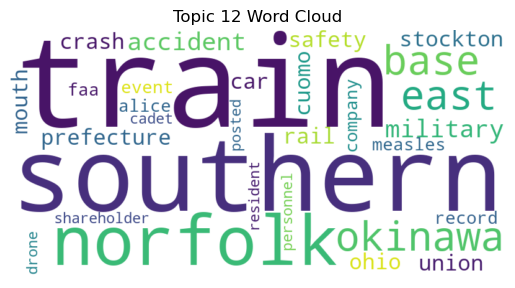 Topic 12 Word Cloud
crash accident safety stockton
train base
mouth faa event car cuomo east
alice
cadet posted company military
prefecture rail measles
southern
shareholder resident personnel record
norfolk okinawa
drone ohio union